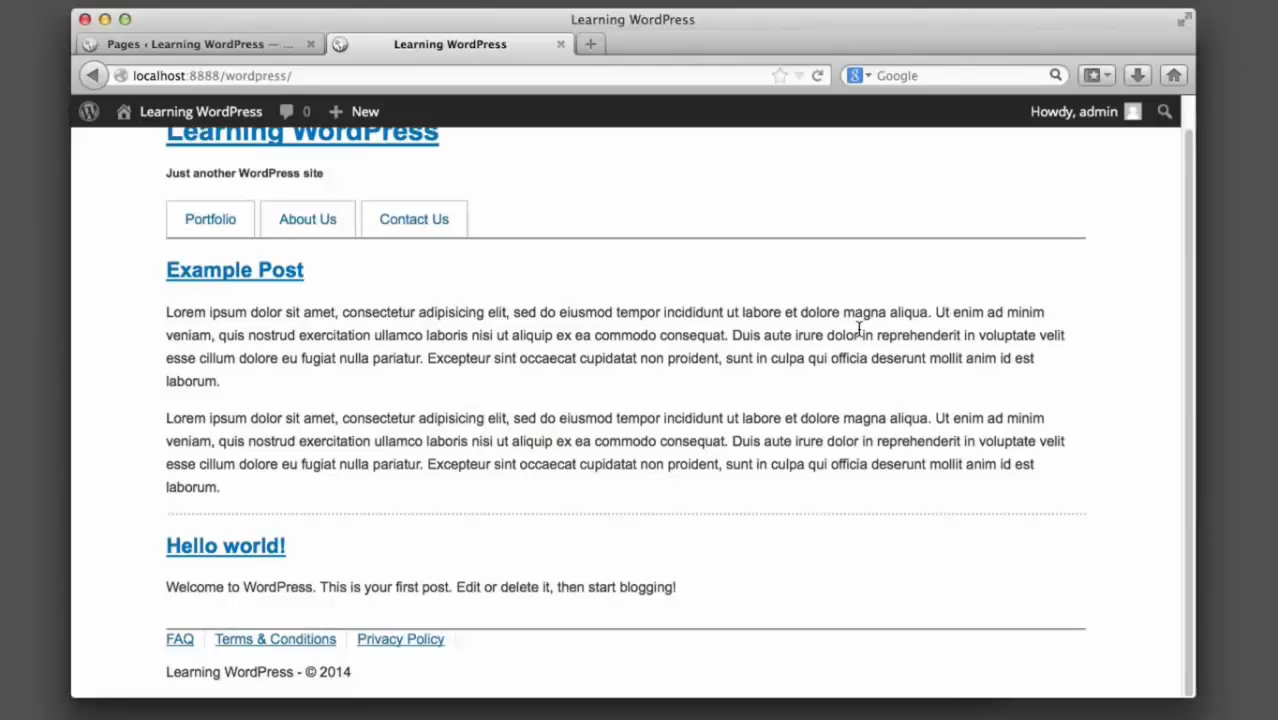 Learning WordPress
Pages ‹ Learning WordPress — ...
Learning WordPress
localhost:8888/wordpress/
Google
Learning WordPress 0 New
Howdy, admin
Learning WordPress
Just another WordPress site
Portfolio About Us Contact Us
Example Post
Lorem ipsum dolor sit amet, consectetur adipisicing elit, sed do eiusmod tempor incididunt ut labore et dolore magna aliqua. Ut enim ad minim
veniam, quis nostrud exercitation ullamco laboris nisi ut aliquip ex ea commodo consequat. Duis aute irure dolor in reprehenderit in voluptate velit
esse cillum dolore eu fugiat nulla pariatur. Excepteur sint occaecat cupidatat non proident, sunt in culpa qui officia deserunt mollit anim id est
laborum.
Lorem ipsum dolor sit amet, consectetur adipisicing elit, sed do eiusmod tempor incididunt ut labore et dolore magna aliqua. Ut enim ad minim
veniam, quis nostrud exercitation ullamco laboris nisi ut aliquip ex ea commodo consequat. Duis aute irure dolor in reprehenderit in voluptate velit
esse cillum dolore eu fugiat nulla pariatur. Excepteur sint occaecat cupidatat non proident, sunt in culpa qui officia deserunt mollit anim id est
laborum.
Hello world!
Welcome to WordPress. This is your first post. Edit or delete it, then start blogging!
FAQ Terms & Conditions Privacy Policy
Learning WordPress - © 2014